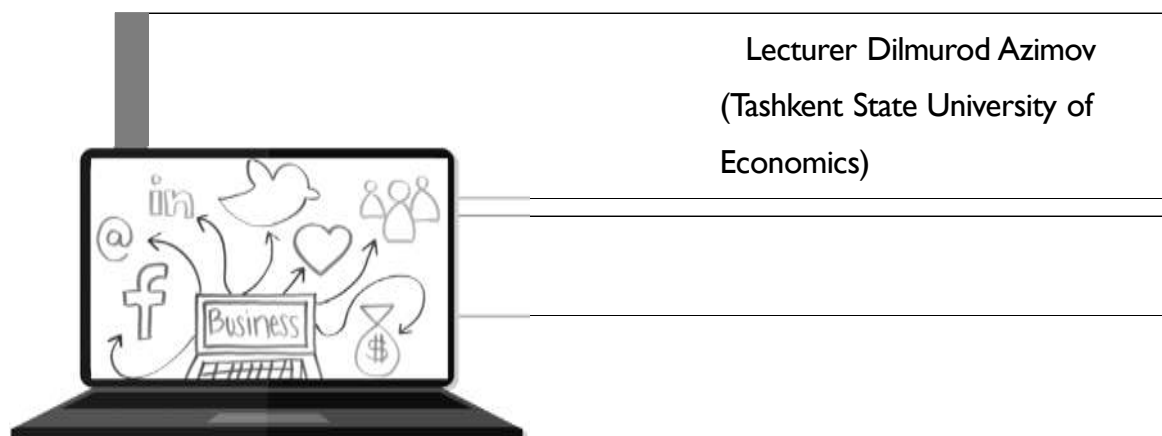 Lecturer Dilmurod Azimov
(Tashkent State University of
Economics)
in
@
f
Business
$